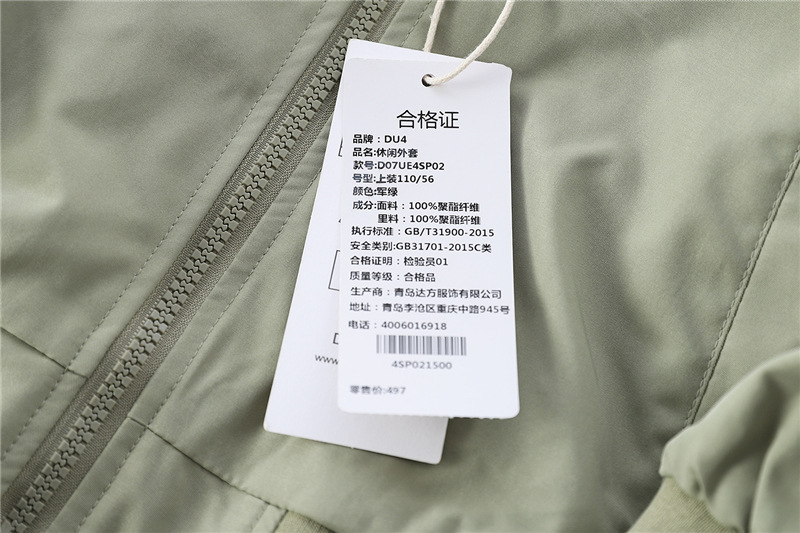 合格证
品牌：DU4
品名:休闲外套
款号:D07UE4SP02
号型:上装110/56
颜色:军绿
成分:面料：100%聚酯纤维
里料：100%聚酯纤维
执行标准：GB/T31900-2015
安全类别:GB31701-2015C类
合格证明：检验员01
质量等级：合格品
生产商：青岛达方服饰有限公司
地址：青岛李沧区重庆中路945号
电话：4006016918
4SP021500
零售价:497
www.